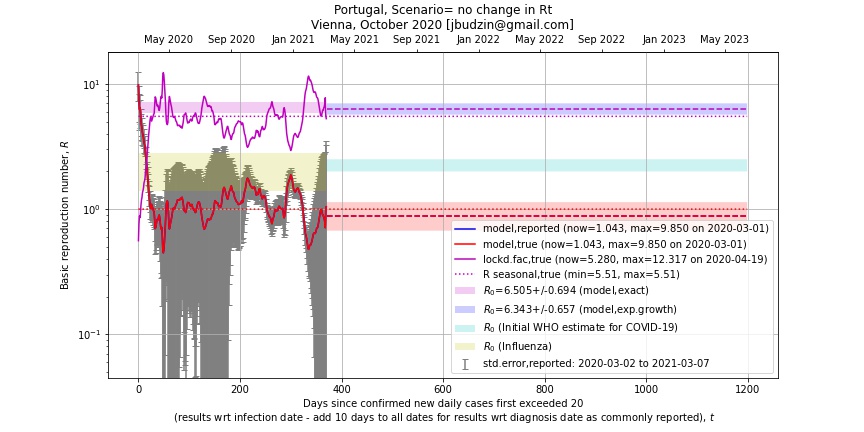 Portugal, Scenario= no change in Rt
Vienna, October 2020 [jbudzin@gmail.com]
May 2020 Sep 2020 Jan 2021 May 2021 Sep 2021 Jan 2022 May 2022 Sep 2022 Jan 2023 May 2023
Basic reproduction number, R
10¹
10⁰
10⁻¹
model,reported (now=1.043, max=9.850 on 2020-03-01)
model,true (now=1.043, max=9.850 on 2020-03-01)
lockd.fac,true (now=5.280, max=12.317 on 2020-04-19)
R seasonal,true (min=5.51, max=5.51)
R₀=6.505+/-0.694 (model,exact)
R₀=6.343+/-0.657 (model,exp.growth)
R₀ (Initial WHO estimate for COVID-19)
R₀ (Influenza)
std.error,reported: 2020-03-02 to 2021-03-07
0 200 400 600 800 1000 1200
Days since confirmed new daily cases first exceeded 20
(results wrt infection date - add 10 days to all dates for results wrt diagnosis date as commonly reported), t